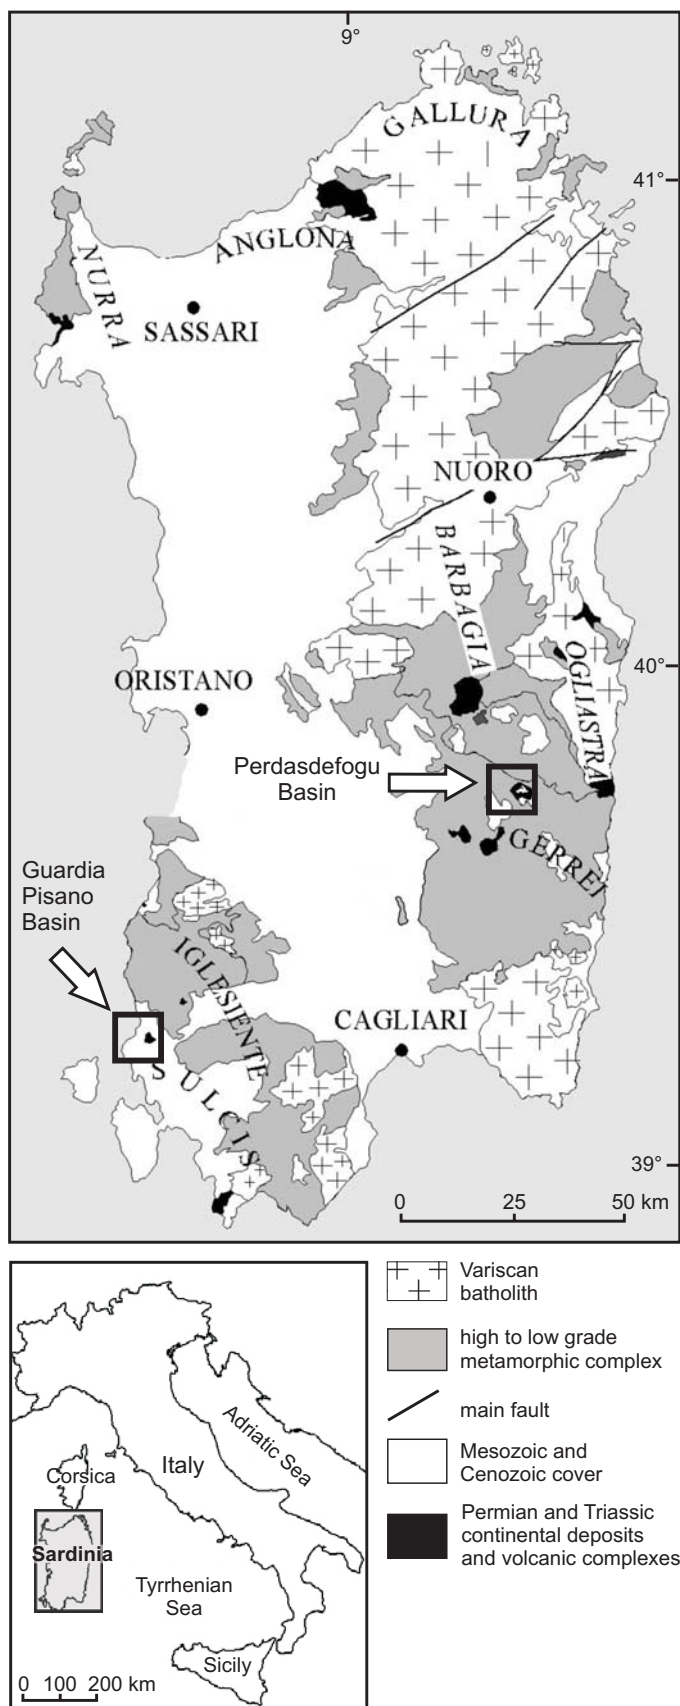 9°
GALLURA
41°
ANGLONA
NURRA
SASSARI
NUORO
BARBAGIA
40°
OGLIASTRA
ORISTANO
Perdasdefogu
Basin
GERREI
Guardia
Pisano
Basin
IGLESIENTE
CAGLIARI
SULCIS
39°
0 25 50 km
Variscan
batholith
high to low grade
metamorphic complex
main fault
Mesozoic and
Cenozoic cover
Permian and Triassic
continental deposits
and volcanic complexes
Adriatic Sea
Italy
Corsica
Sardinia
Tyrrhenian
Sea
Sicily
0 100 200 km